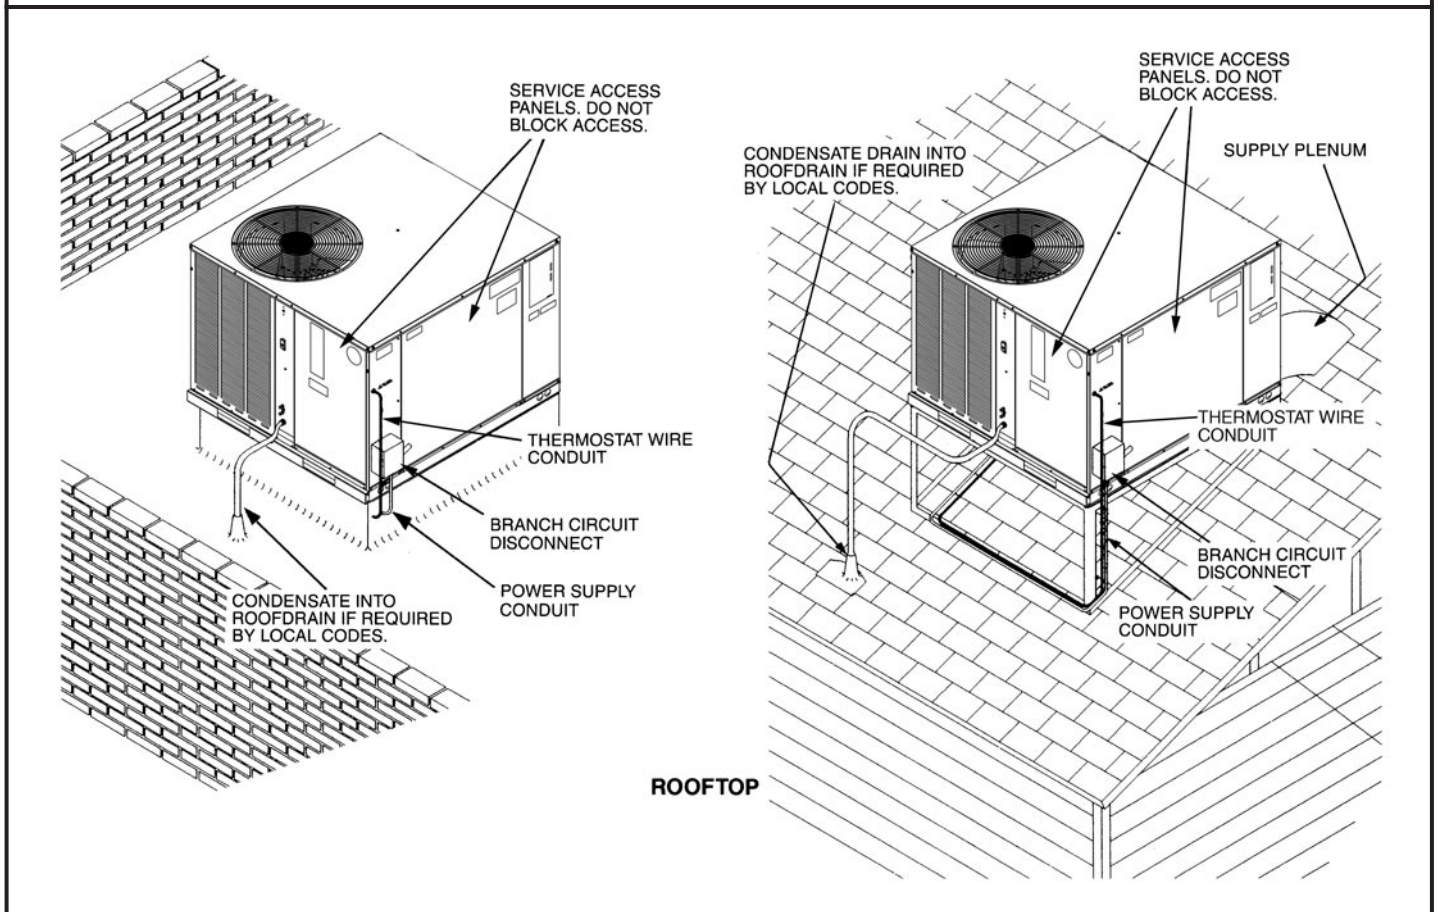 SERVICE ACCESS
PANELS. DO NOT
BLOCK ACCESS.
THERMOSTAT WIRE
CONDUIT
BRANCH CIRCUIT
DISCONNECT
POWER SUPPLY
CONDUIT
CONDENSATE INTO
ROOFDRAIN IF REQUIRED
BY LOCAL CODES.
SERVICE ACCESS
PANELS. DO NOT
BLOCK ACCESS.
SUPPLY PLENUM
CONDENSATE DRAIN INTO
ROOFDRAIN IF REQUIRED
BY LOCAL CODES.
THERMOSTAT WIRE
CONDUIT
BRANCH CIRCUIT
DISCONNECT
POWER SUPPLY
CONDUIT
ROOFTOP